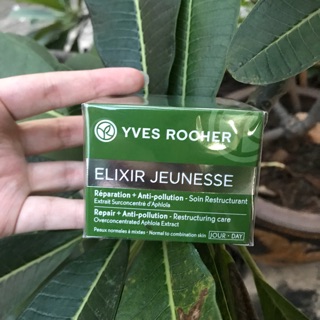 YVES ROCHER
ELIXIR JEUNESSE
Réparation + Anti-pollution - Soin Restructurant
Extrait Surconcentré d'Aphloia
Repair + Anti-pollution - Restructuring care
Overconcentrated Aphloia Extract
Peaux normales à mixtes - Normal to combination skin JOUR - DAY